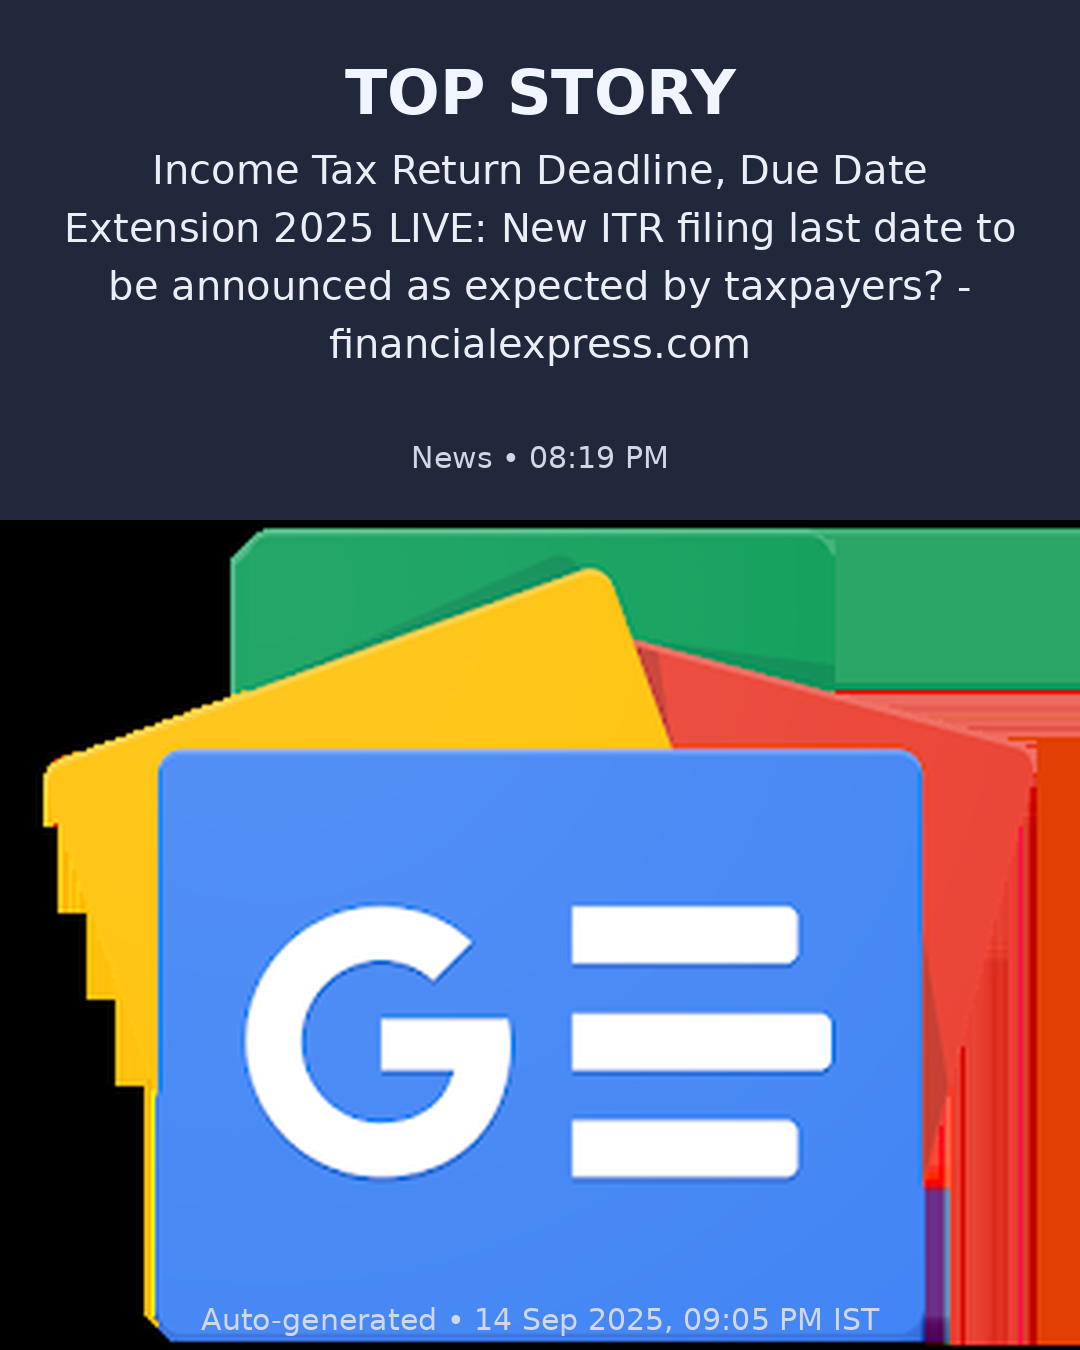 TOP STORY
Income Tax Return Deadline, Due Date
Extension 2025 LIVE: New ITR filing last date to
be announced as expected by taxpayers? -
financialexpress.com
News • 08:19 PM
G
Auto-generated • 14 Sep 2025, 09:05 PM IST